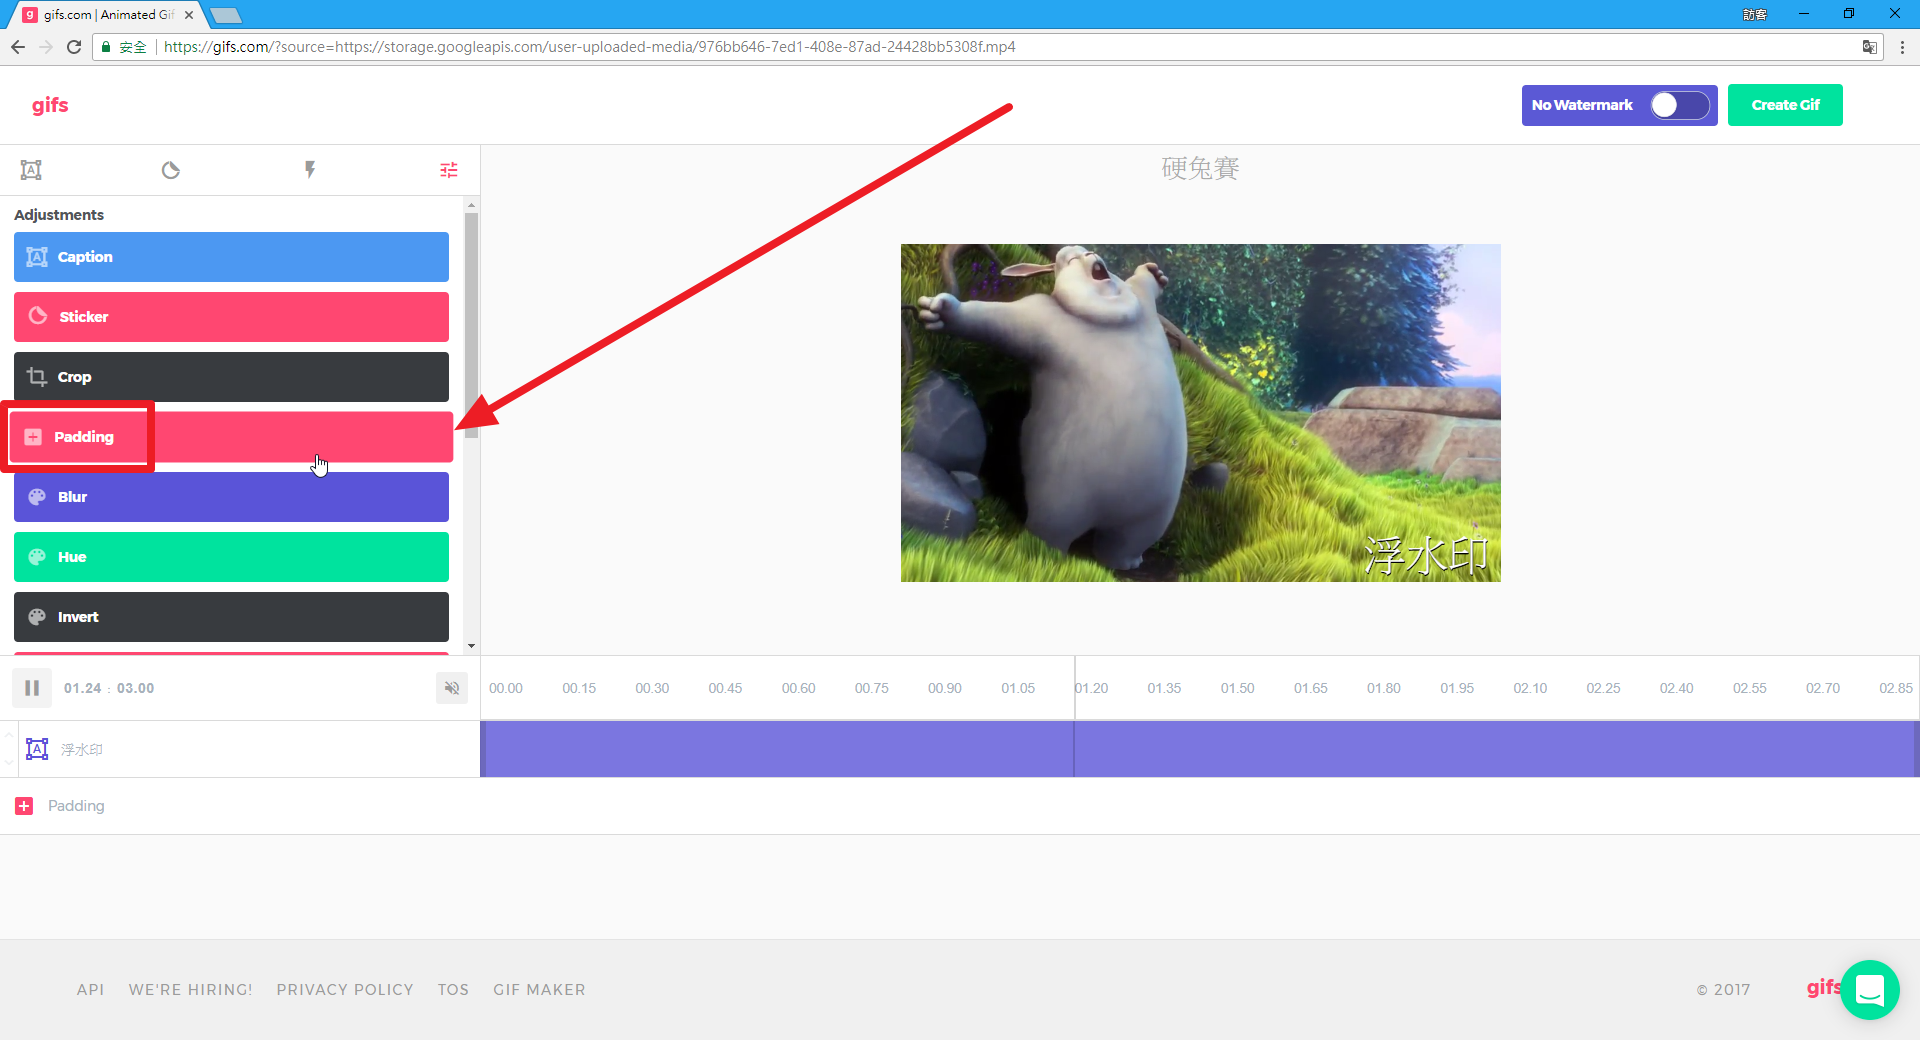 gifs.com | Animated Gif
訪客
安全
https://gifs.com/?source=https://storage.googleapis.com/user-uploaded-media/976bb646-7ed1-408e-87ad-24428bb5308f.mp4
gifs
No Watermark
Create Gif
硬兔賽
Adjustments
Caption
Sticker
Crop
Padding
Blur
Hue
Invert
浮水印
01.24 : 03.00
00.00 00.15 00.30 00.45 00.60 00.75 00.90 01.05 01.20 01.35 01.50 01.65 01.80 01.95 02.10 02.25 02.40 02.55 02.70 02.85
浮水印
Padding
API WE'RE HIRING! PRIVACY POLICY TOS GIF MAKER
© 2017
gifs